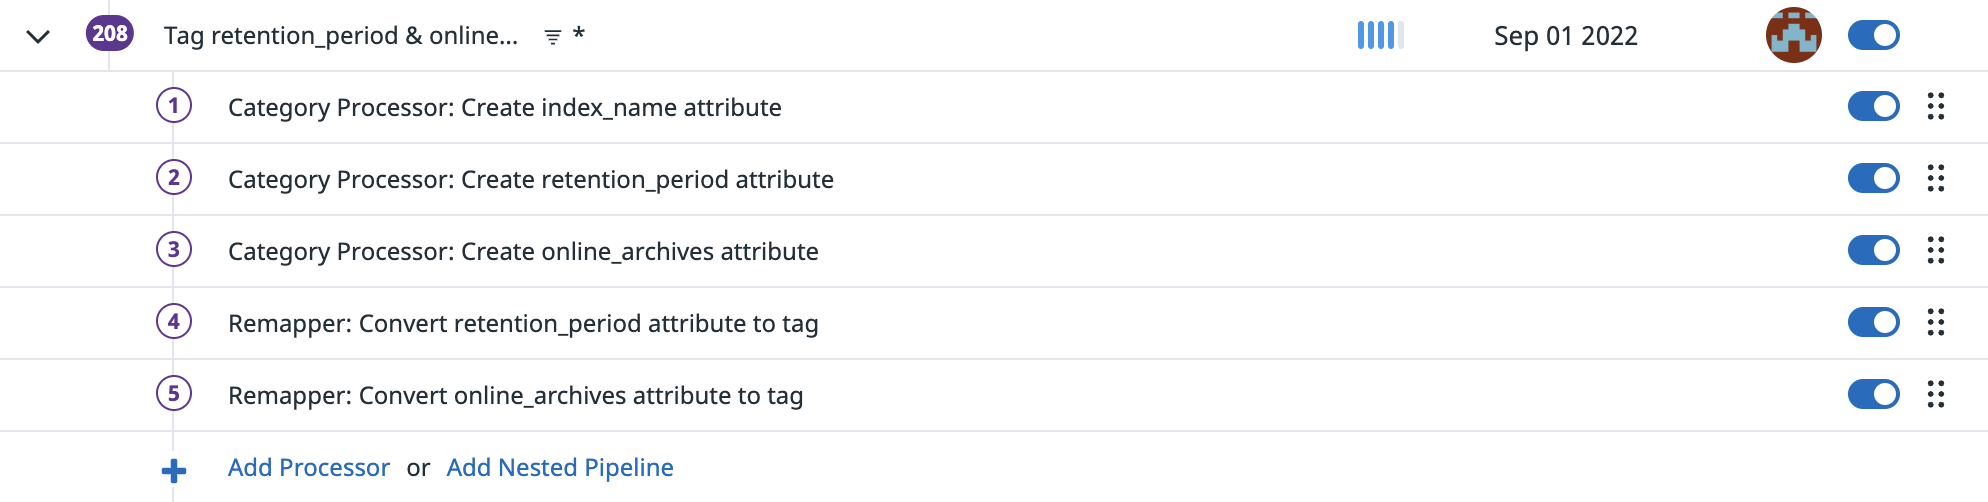 208 Tag retention_period & online... * Sep 01 2022
1 Category Processor: Create index_name attribute
2 Category Processor: Create retention_period attribute
3 Category Processor: Create online_archives attribute
4 Remapper: Convert retention_period attribute to tag
5 Remapper: Convert online_archives attribute to tag
Add Processor or Add Nested Pipeline